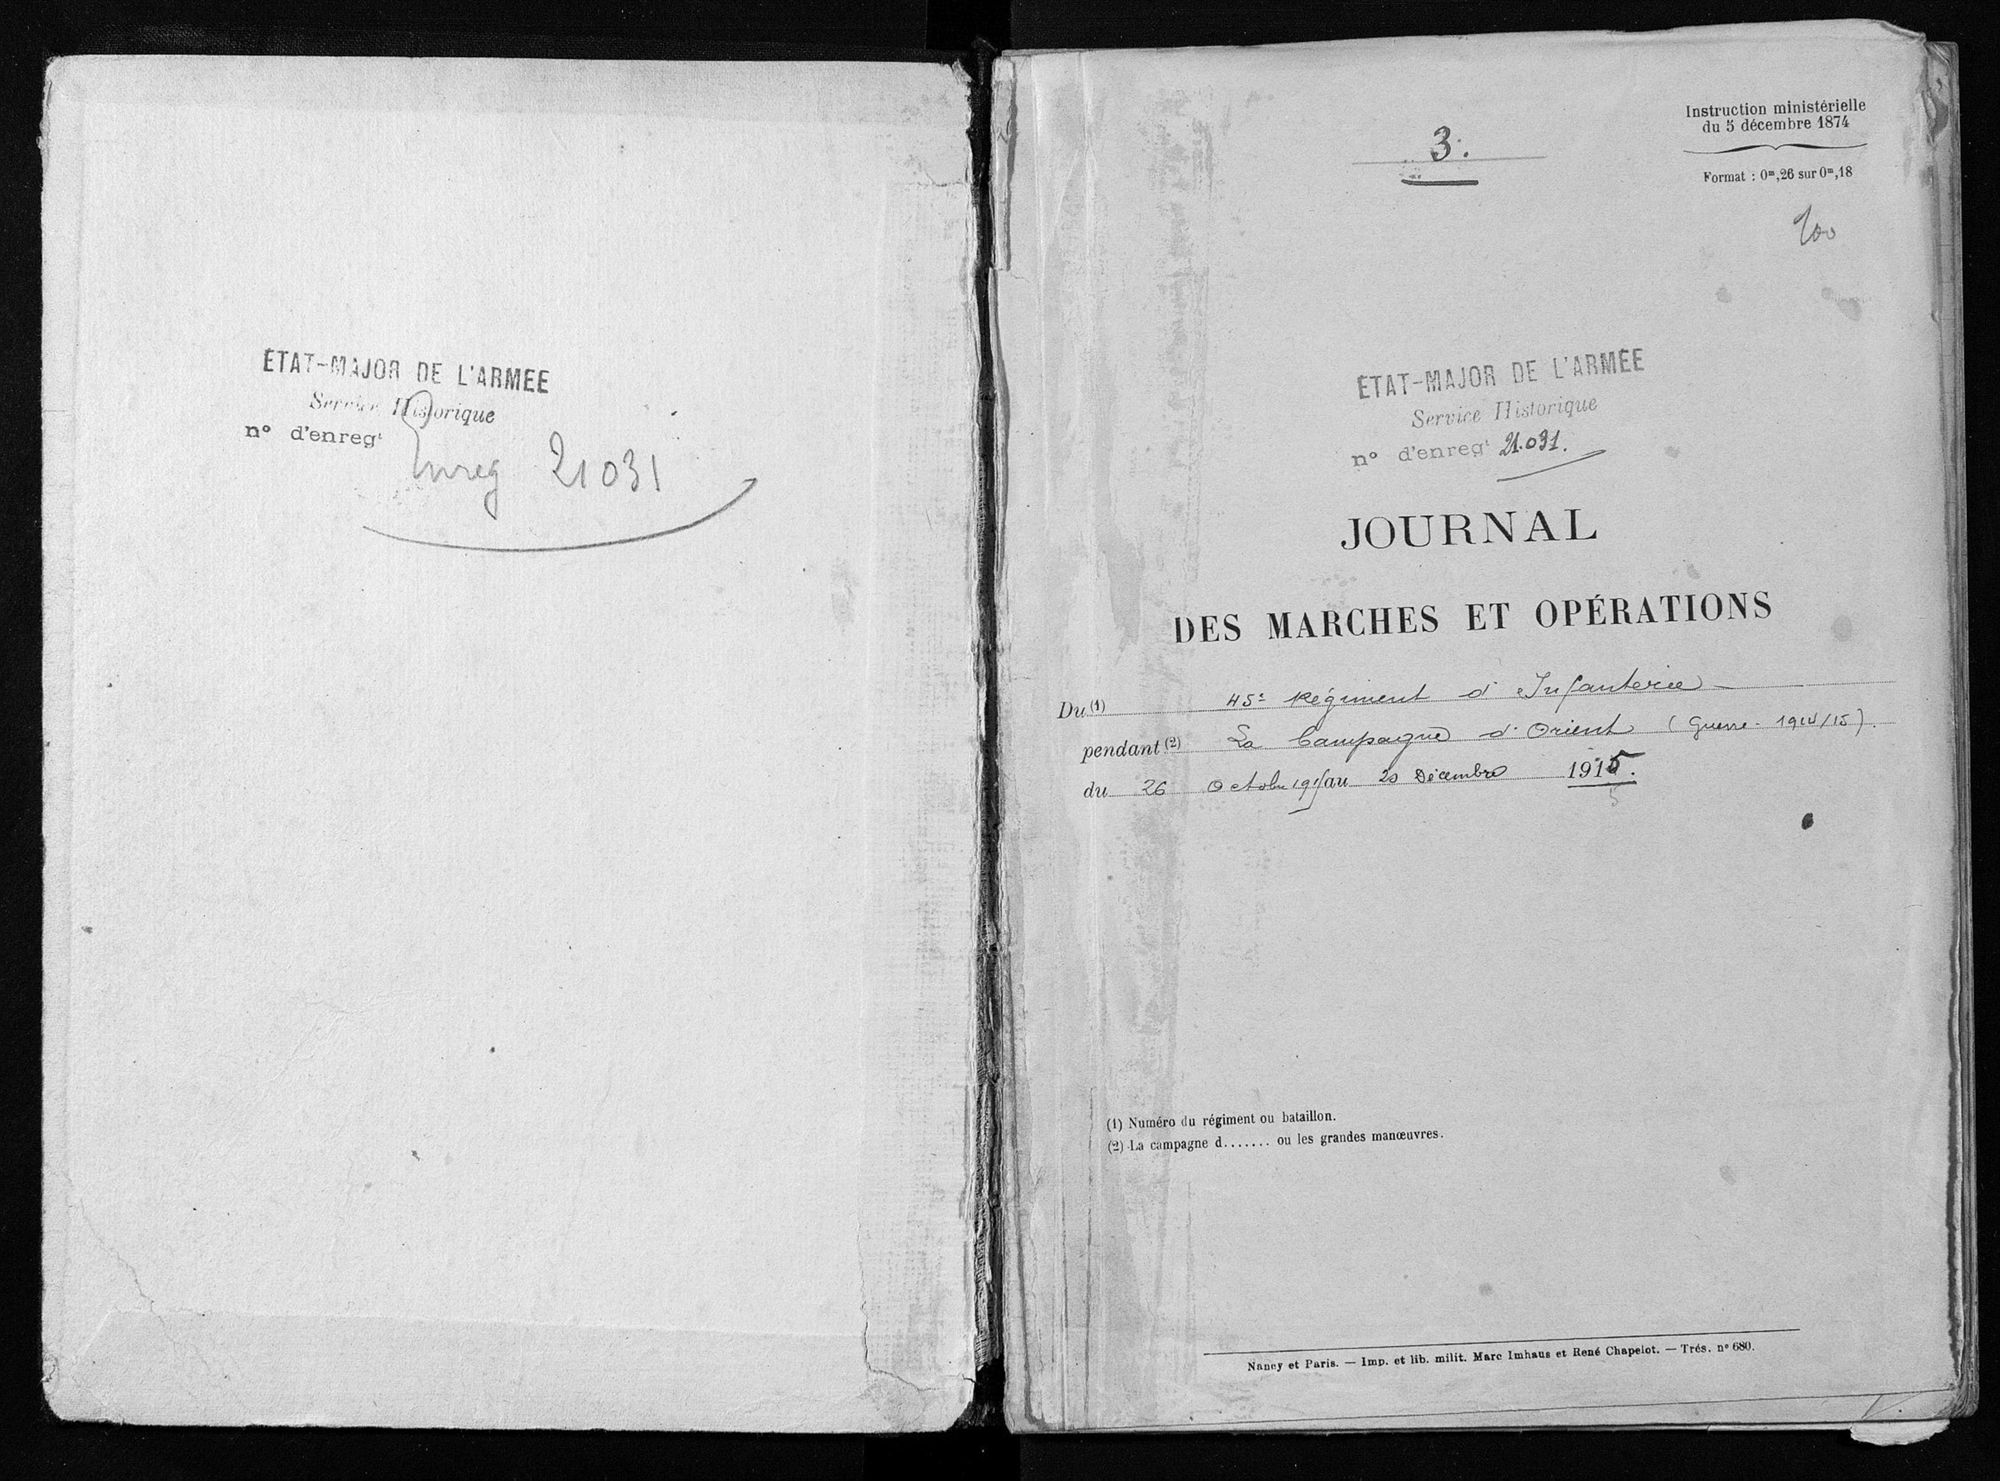 ÉTAT-MAJOR DE L'ARMÉE
Service Historique
n° d'enregt
Enreg 21031
3.
Instruction ministérielle
du 5 décembre 1874
Format : 0m,26 sur 0m,18
ÉTAT-MAJOR DE L'ARMÉE
Service Historique
n° d'enregt 21.031.
JOURNAL
DES MARCHES ET OPÉRATIONS
Du (1) 45e Régiment d'Infanterie
pendant (2) La Campagne d'Orient (Guerre - 1914/15)
du 26 Octobre 1915 au 20 Décembre 1915.
5
(1) Numéro du régiment ou bataillon.
(2) La campagne d....... ou les grandes manœuvres.
Nancy et Paris. — Imp. et lib. milit. Marc Imhaus et René Chapelot. — Trés. n° 680.